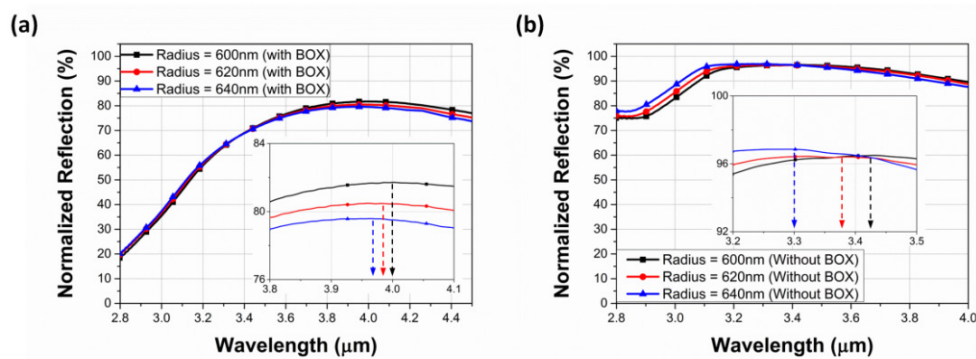 (a)
Normalized Reflection (%)
100
90
80
70
60
50
40
30
20
10
0
Radius = 600nm (with BOX)
Radius = 620nm (with BOX)
Radius = 640nm (with BOX)
84
80
76
3.8 3.9 4.0 4.1
2.8 3.0 3.2 3.4 3.6 3.8 4.0 4.2 4.4
Wavelength (μm)
(b)
Normalized Reflection (%)
100
90
80
70
60
50
40
30
20
10
0
100
96
92
3.2 3.3 3.4 3.5
Radius = 600nm (Without BOX)
Radius = 620nm (Without BOX)
Radius = 640nm (Without BOX)
2.8 3.0 3.2 3.4 3.6 3.8 4.0
Wavelength (μm)